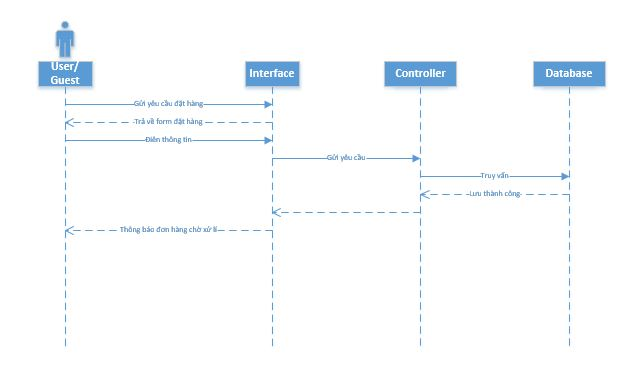 User/
Guest
Interface
Controller
Database
Gửi yêu cầu đặt hàng
Trả về form đặt hàng
Điền thông tin
Gửi yêu cầu
Truy vấn
Lưu thành công
Thông báo đơn hàng chờ xử lí